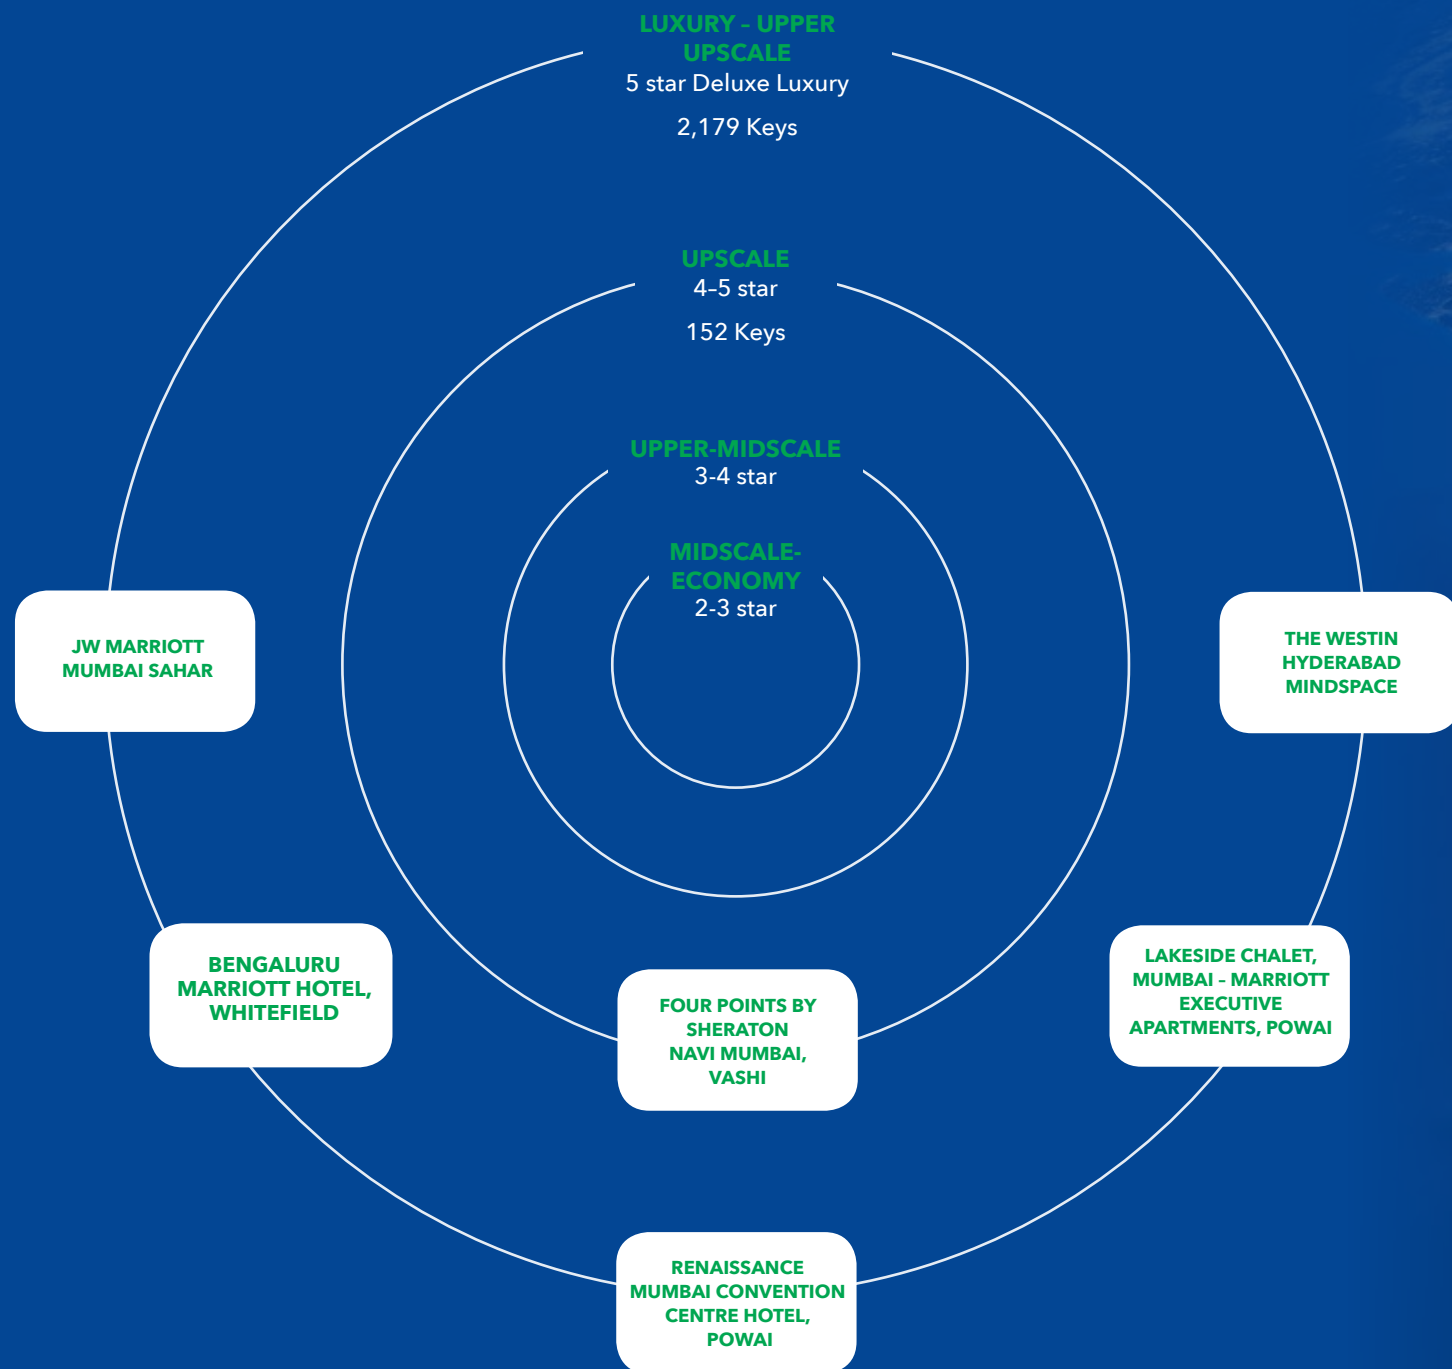 LUXURY – UPPER
UPSCALE
5 star Deluxe Luxury
2,179 Keys
UPSCALE
4–5 star
152 Keys
UPPER-MIDSCALE
3-4 star
MIDSCALE-
ECONOMY
2-3 star
JW MARRIOTT
MUMBAI SAHAR
THE WESTIN
HYDERABAD
MINDSPACE
BENGALURU
MARRIOTT HOTEL,
WHITEFIELD
FOUR POINTS BY
SHERATON
NAVI MUMBAI,
VASHI
LAKESIDE CHALET,
MUMBAI – MARRIOTT
EXECUTIVE
APARTMENTS, POWAI
RENAISSANCE
MUMBAI CONVENTION
CENTRE HOTEL,
POWAI